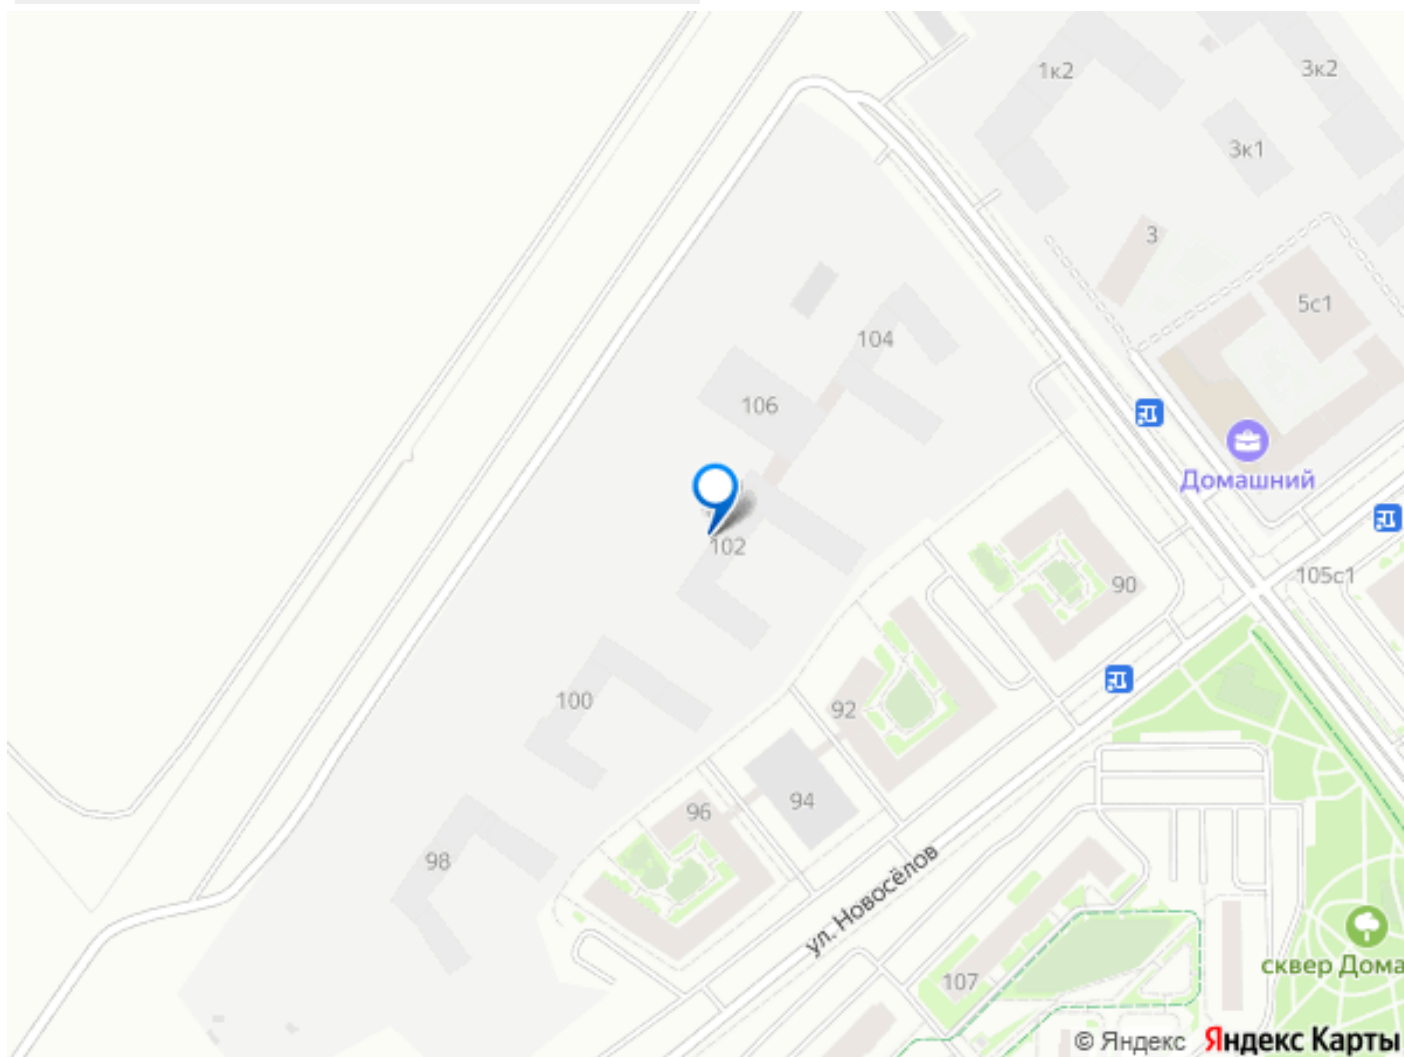 1к2
3к2
3к1
3
5с1
104
106
Домашний
102
90
105с1
100
92
94
96
98
ул. Новосёлов
107
сквер Дома
© Яндекс Яндекс Карты